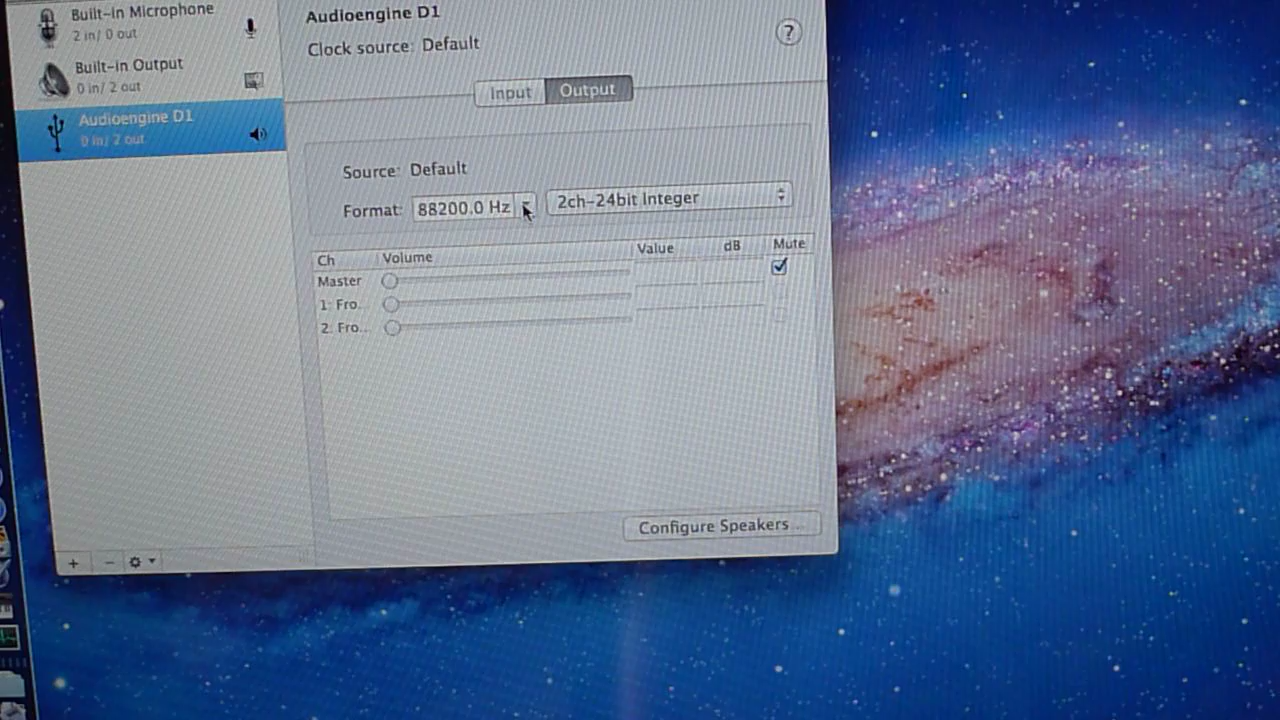 Built-in Microphone
2 in/ 0 out
Built-in Output
0 in/ 2 out
Audioengine D1
0 in/ 2 out
Audioengine D1
Clock source: Default
?
Input Output
Source: Default
Format: 88200.0 Hz 2ch-24bit Integer
Ch Volume Value dB Mute
Master
1: Fro...
2: Fro...
Configure Speakers...